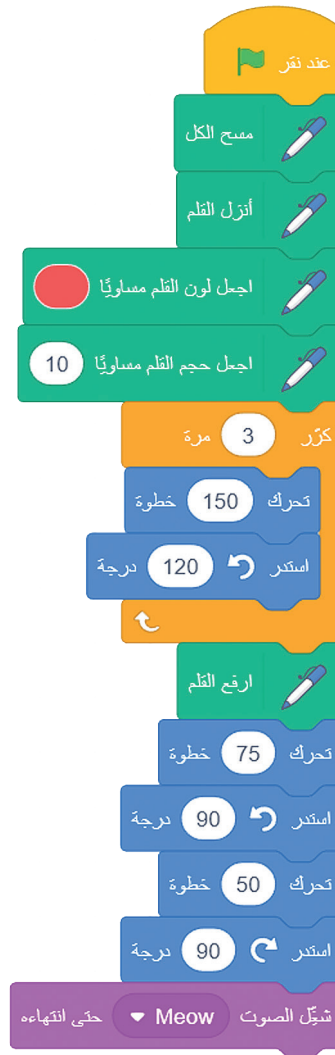 عند نقر
مسح الكل
أنزل القلم
اجعل لون القلم مساويًا
اجعل حجم القلم مساويًا 10
كرّر 3 مرة
تحرك 150 خطوة
استدر 120 درجة
ارفع القلم
تحرك 75 خطوة
استدر 90 درجة
تحرك 50 خطوة
استدر 90 درجة
شغّل الصوت Meow حتى انتهاءه